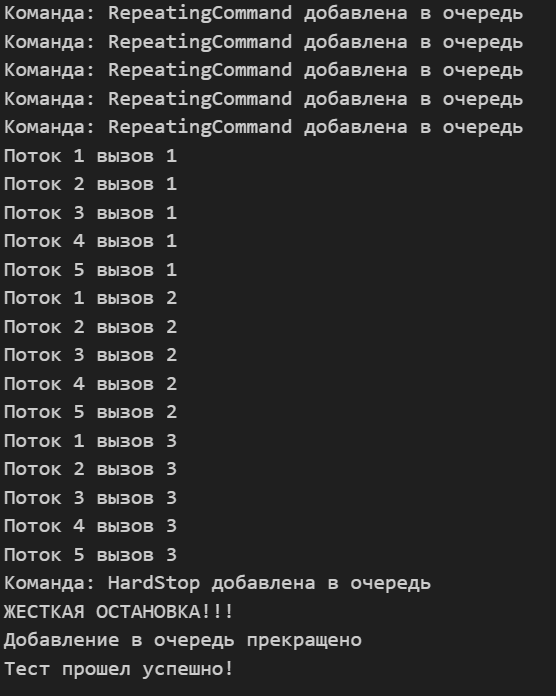 Команда: RepeatingCommand добавлена в очередь
Команда: RepeatingCommand добавлена в очередь
Команда: RepeatingCommand добавлена в очередь
Команда: RepeatingCommand добавлена в очередь
Команда: RepeatingCommand добавлена в очередь
Поток 1 вызов 1
Поток 2 вызов 1
Поток 3 вызов 1
Поток 4 вызов 1
Поток 5 вызов 1
Поток 1 вызов 2
Поток 2 вызов 2
Поток 3 вызов 2
Поток 4 вызов 2
Поток 5 вызов 2
Поток 1 вызов 3
Поток 2 вызов 3
Поток 3 вызов 3
Поток 4 вызов 3
Поток 5 вызов 3
Команда: HardStop добавлена в очередь
ЖЕСТКАЯ ОСТАНОВКА!!!
Добавление в очередь прекращено
Тест прошел успешно!